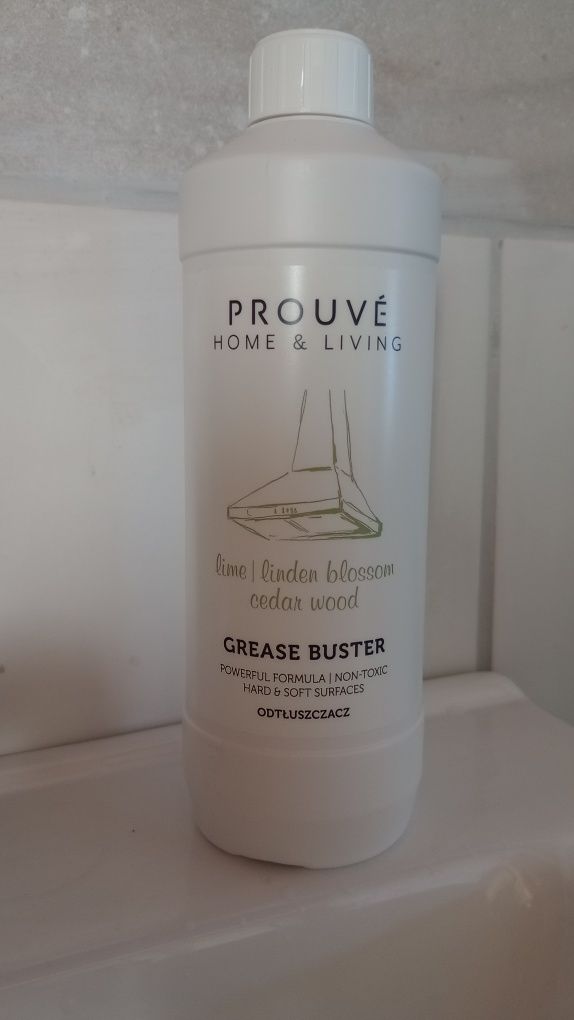 PROUVÉ
HOME & LIVING
lime | linden blossom
cedar wood
GREASE BUSTER
POWERFUL FORMULA | NON-TOXIC
HARD & SOFT SURFACES
ODTŁUSZCZACZ